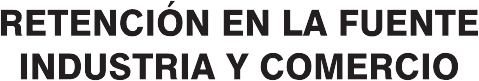 RETENCIÓN EN LA FUENTE
INDUSTRIA Y COMERCIO